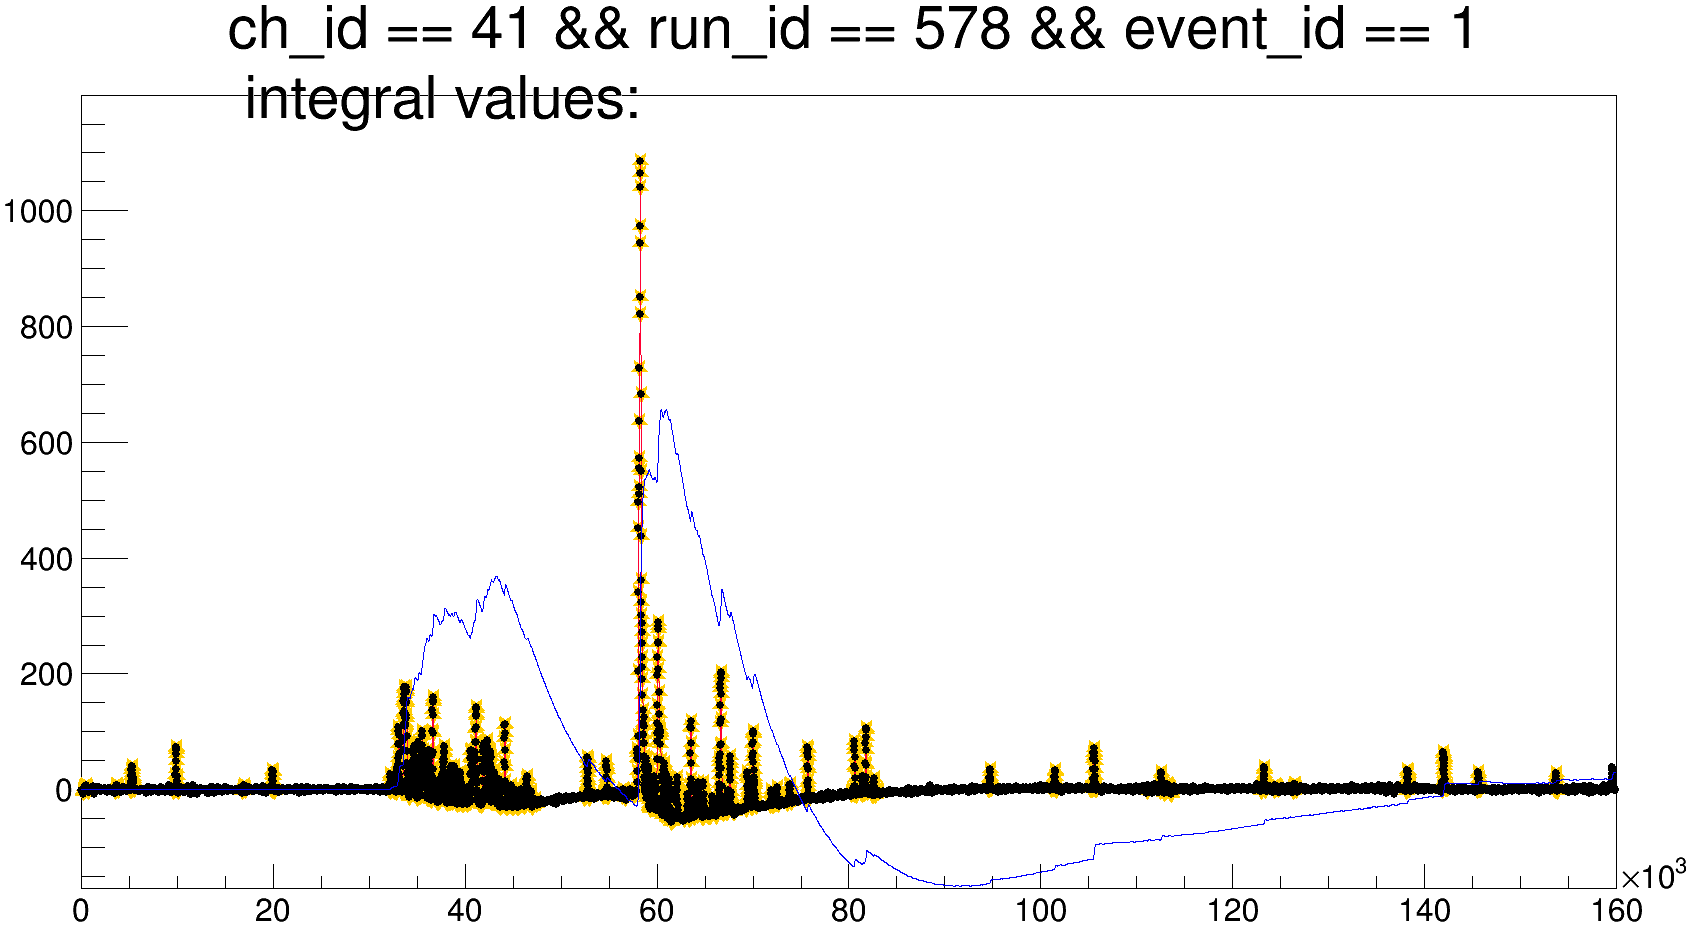 ch_id == 41 && run_id == 578 && event_id == 1
integral values:
1000
800
600
400
200
0
×10³
0 20 40 60 80 100 120 140 160